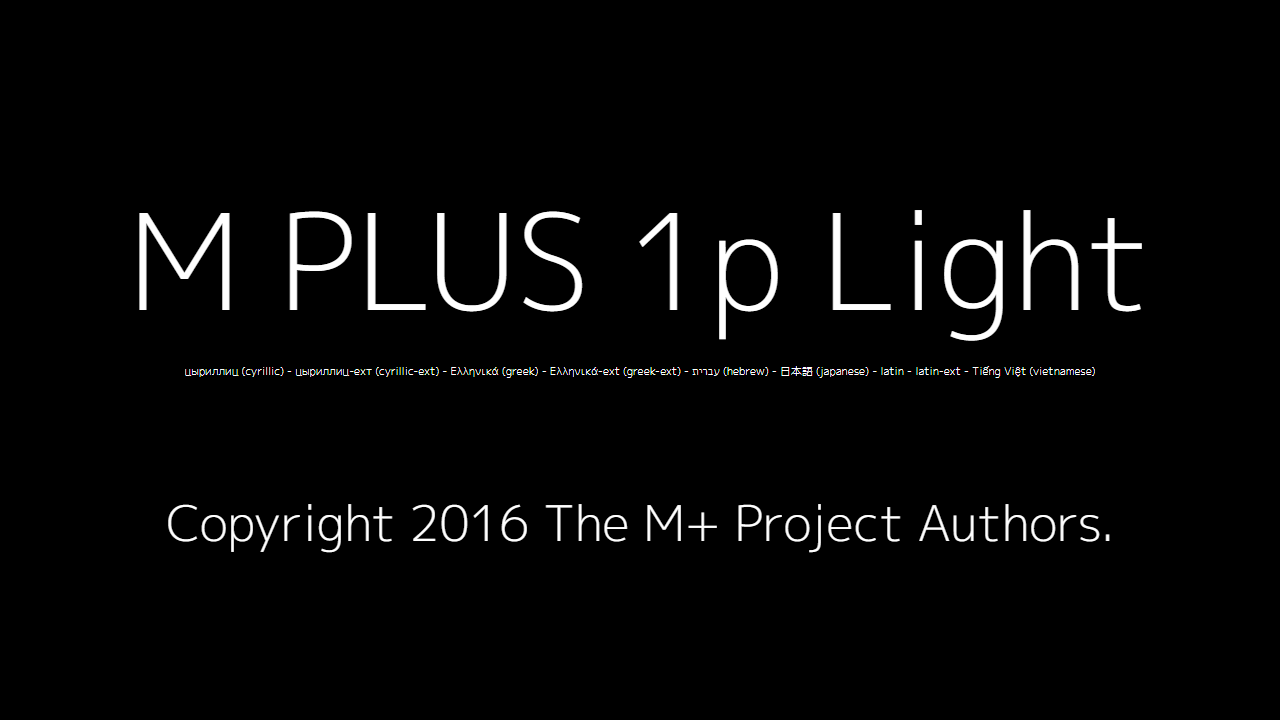 M PLUS 1p Light
цыриллиц (cyrillic) - цыриллиц-ехт (cyrillic-ext) - Ελληνικά (greek) - Ελληνικά-ext (greek-ext) - עברית (hebrew) - 日本語 (japanese) - latin - latin-ext - Tiếng Việt (vietnamese)
Copyright 2016 The M+ Project Authors.